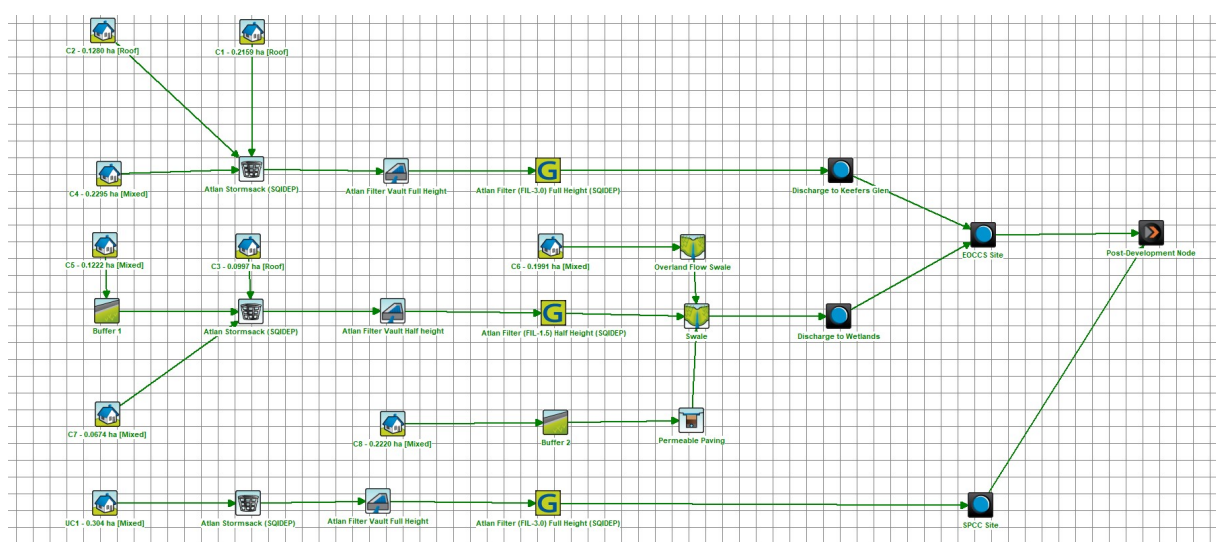 C2 - 0.1280 ha [Roof]
C1 - 0.2159 ha [Roof]
C4 - 0.2295 ha [Mixed]
Atlan Stormsack (SQIDEP)
Atlan Filter Vault Full Height
Atlan Filter (FIL-3.0) Full Height (SQIDEP)
Discharge to Keefers Glen
C5 - 0.1222 ha [Mixed]
C3 - 0.0997 ha [Roof]
C6 - 0.1991 ha [Mixed]
Overland Flow Swale
EOCCS Site
Post-Development Node
Buffer 1
Atlan Stormsack (SQIDEP)
Atlan Filter Vault Half height
Atlan Filter (FIL-1.5) Half Height (SQIDEP)
Swale
Discharge to Wetlands
C7 - 0.0674 ha [Mixed]
C8 - 0.2220 ha [Mixed]
Buffer 2
Permeable Paving
UC1 - 0.304 ha [Mixed]
Atlan Stormsack (SQIDEP)
Atlan Filter Vault Full Height
Atlan Filter (FIL-3.0) Full Height (SQIDEP)
SPCC Site